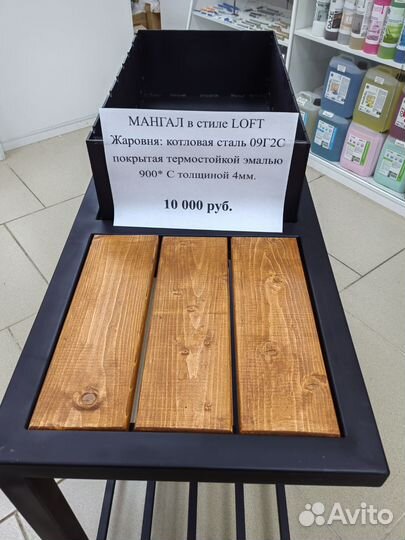 МАНГАЛ в стиле LOFT
Жаровня: котловая сталь 09Г2С
покрытая термостойкой эмалью
900* С толщиной 4мм.
10 000 руб.
Avito